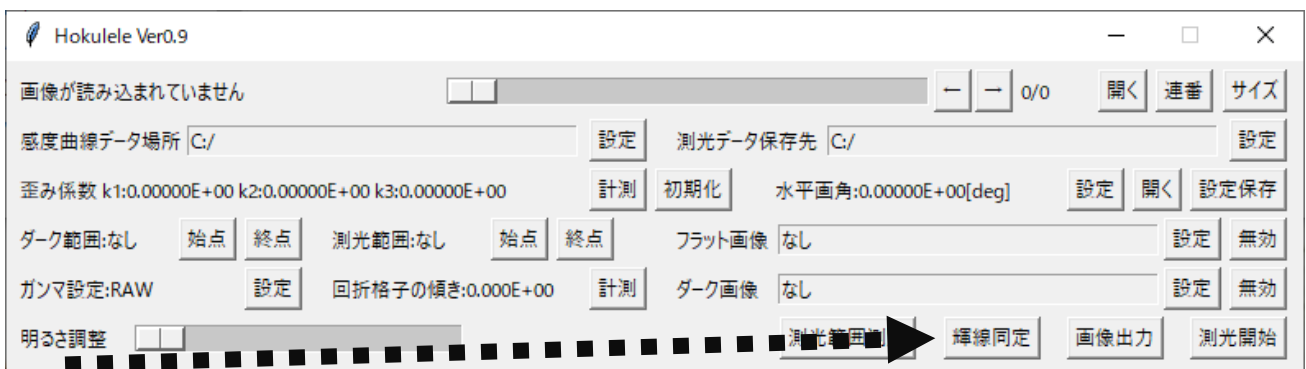 Hokulele Ver0.9
画像が読み込まれていません ← → 0/0 開く 連番 サイズ
感度曲線データ場所 C:/ 設定 測光データ保存先 C:/ 設定
歪み係数 k1:0.00000E+00 k2:0.00000E+00 k3:0.00000E+00 計測 初期化 水平画角:0.00000E+00[deg] 設定 開く 設定保存
ダーク範囲:なし 始点 終点 測光範囲:なし 始点 終点 フラット画像 なし 設定 無効
ガンマ設定:RAW 設定 回折格子の傾き:0.000E+00 計測 ダーク画像 なし 設定 無効
明るさ調整 測光範囲 輝線同定 画像出力 測光開始